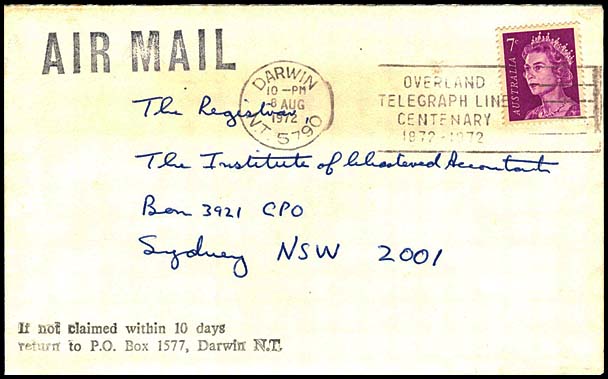 AIR MAIL
DARWIN
10 -PM
8 AUG
1972
N.T. 5790
OVERLAND
TELEGRAPH LINE
CENTENARY
1872-1972
7c
AUSTRALIA
The Registrar,
The Institute of Chartered Accountants
Box 3921 GPO
Sydney NSW 2001
If not claimed within 10 days
return to P.O. Box 1577, Darwin N.T.